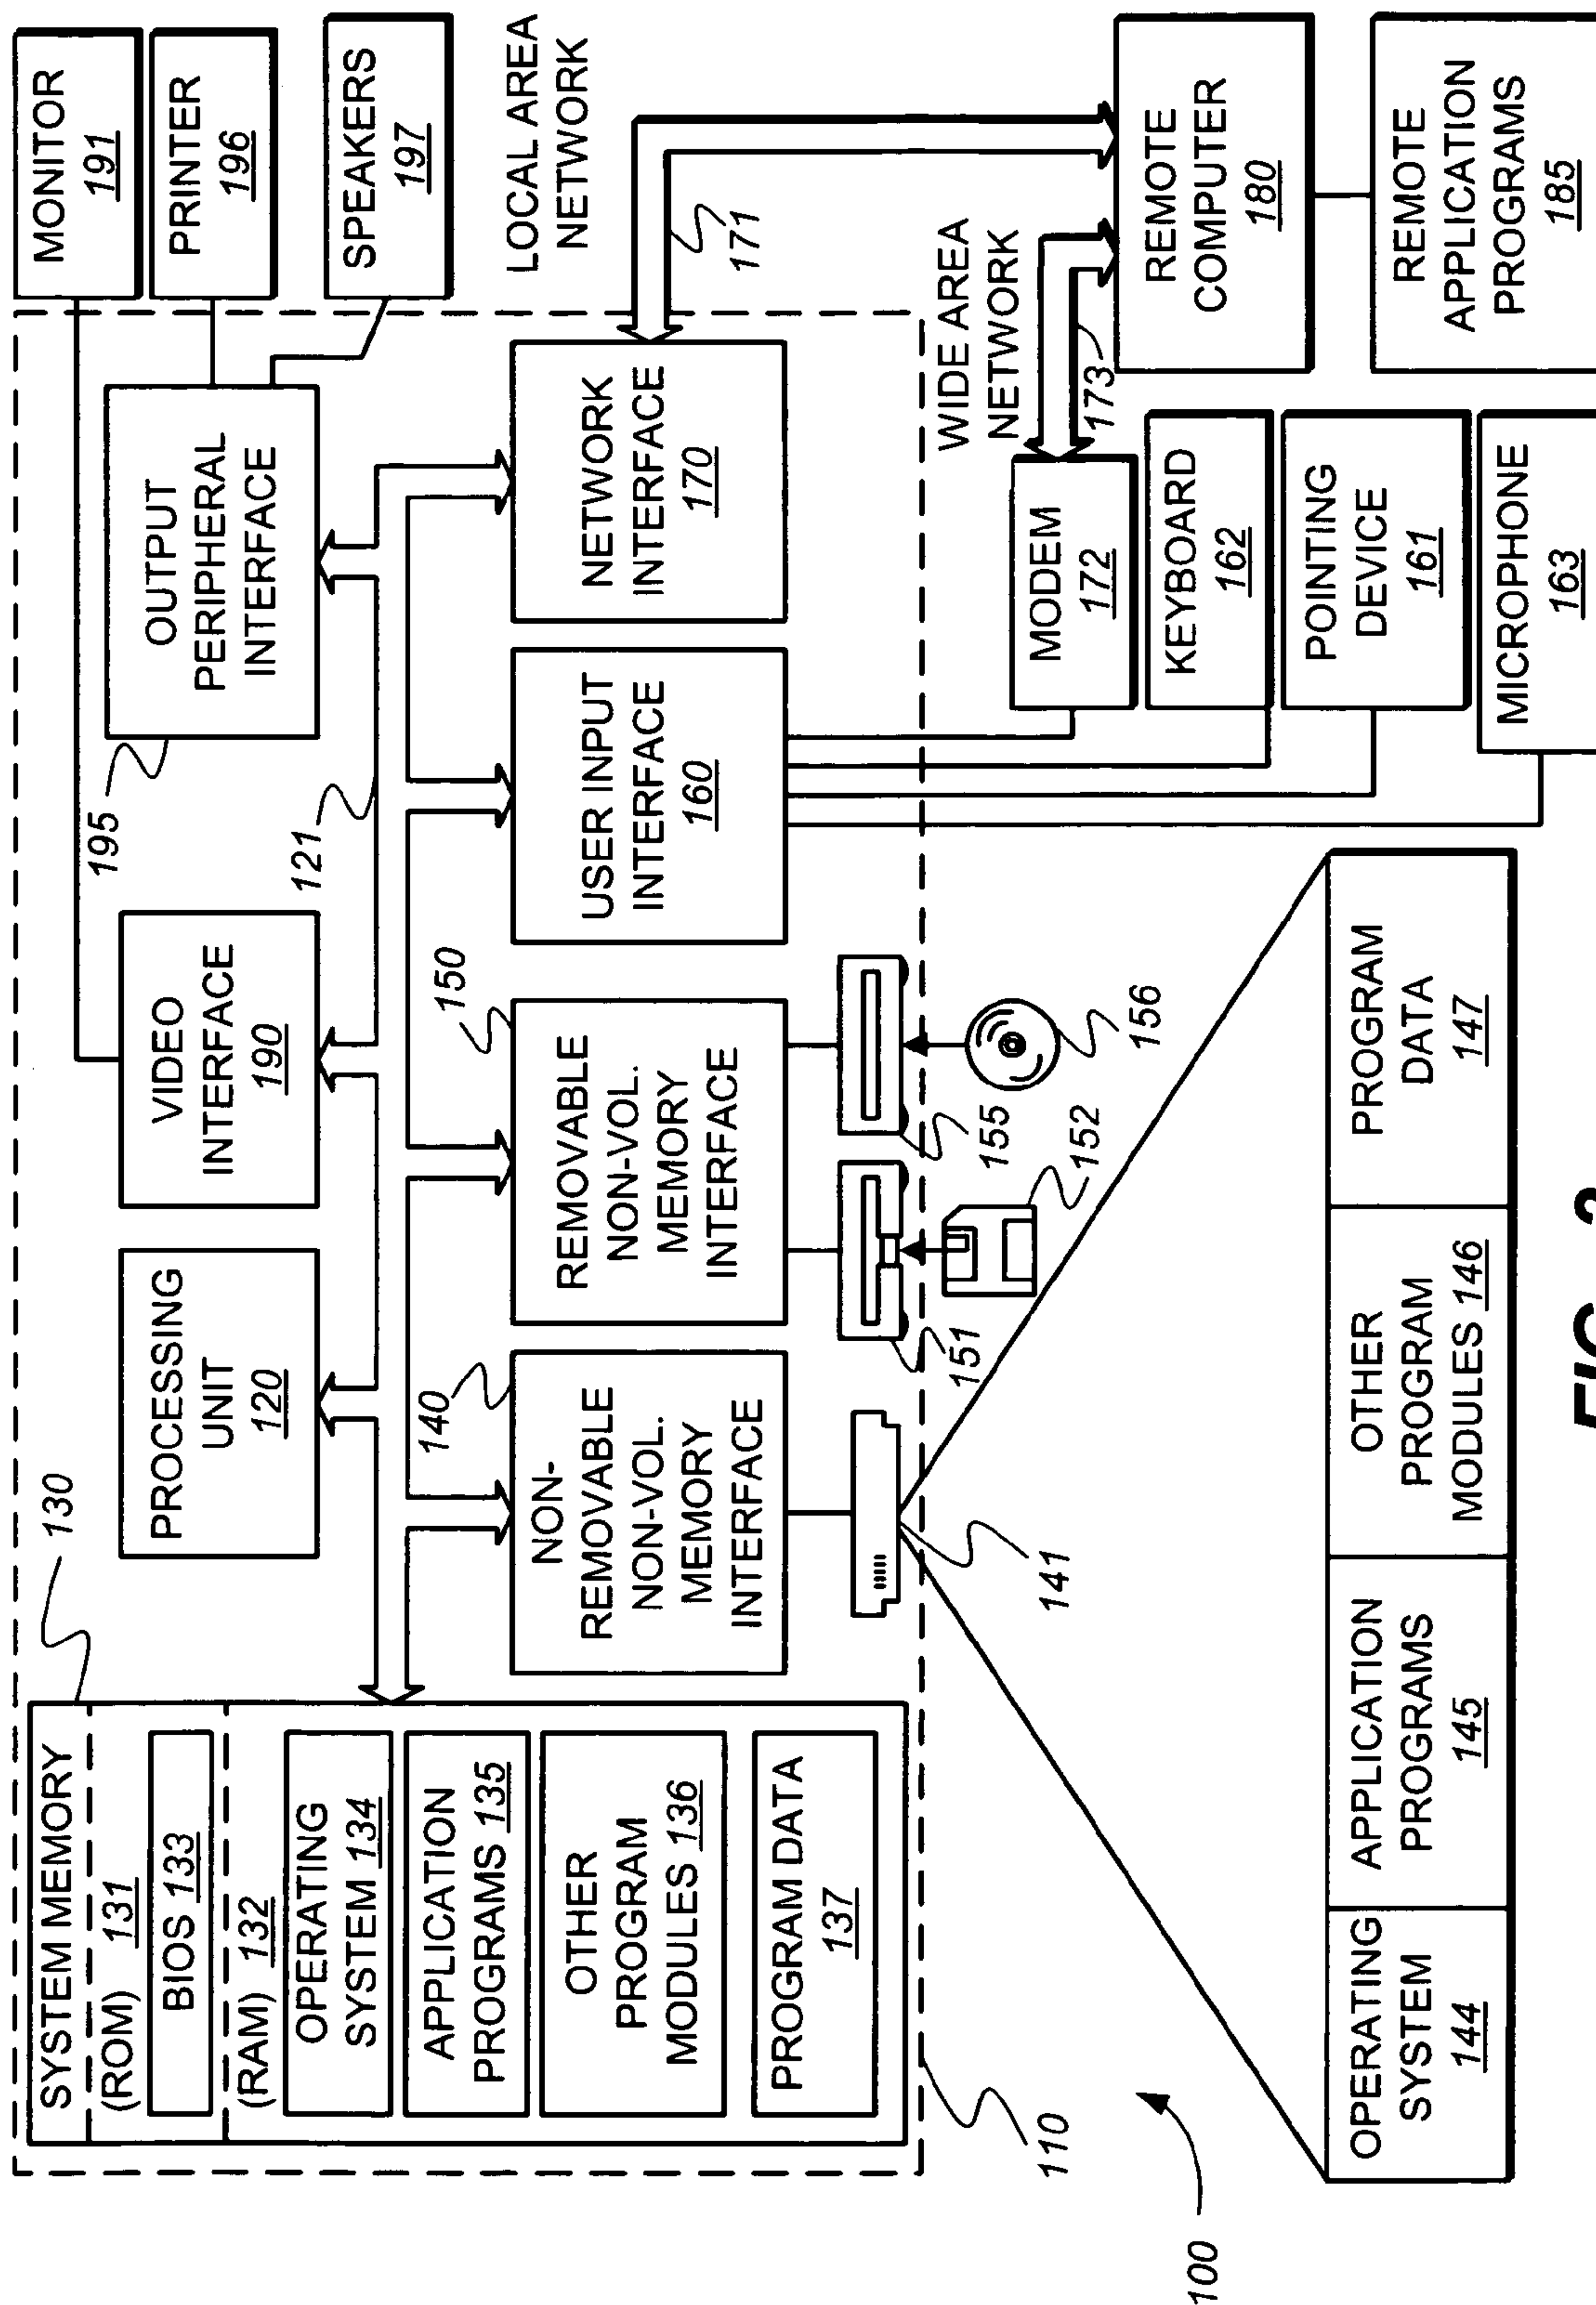 SYSTEM MEMORY
(ROM) 131
BIOS 133
(RAM) 132
OPERATING
SYSTEM 134
APPLICATION
PROGRAMS 135
OTHER
PROGRAM
MODULES 136
PROGRAM DATA
137
130
PROCESSING
UNIT
120
VIDEO
INTERFACE
190
195
OUTPUT
PERIPHERAL
INTERFACE
MONITOR
191
PRINTER
196
SPEAKERS
197
121
140
NON-
REMOVABLE
NON-VOL.
MEMORY
INTERFACE
150
REMOVABLE
NON-VOL.
MEMORY
INTERFACE
USER INPUT
INTERFACE
160
NETWORK
INTERFACE
170
LOCAL AREA
NETWORK
171
WIDE AREA
NETWORK
173
141
151
152
155
156
MODEM
172
KEYBOARD
162
POINTING
DEVICE
161
MICROPHONE
163
REMOTE
COMPUTER
180
REMOTE
APPLICATION
PROGRAMS
185
110
100
OPERATING
SYSTEM
144
APPLICATION
PROGRAMS
145
OTHER
PROGRAM
MODULES 146
PROGRAM
DATA
147
FIG.